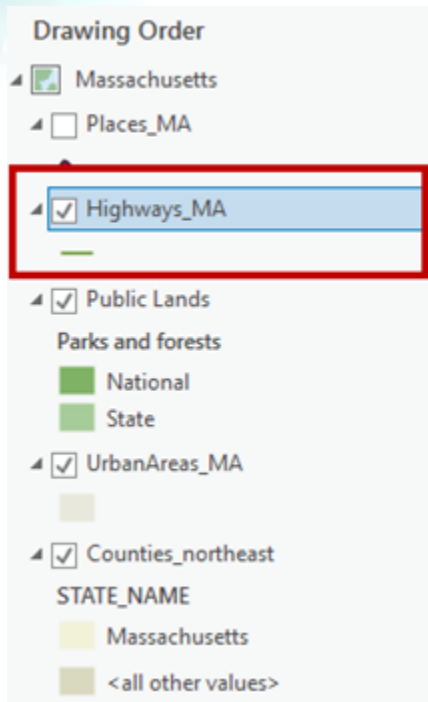 Drawing Order
Massachusetts
Places_MA
Highways_MA
Public Lands
Parks and forests
National
State
UrbanAreas_MA
Counties_northeast
STATE_NAME
Massachusetts
<all other values>